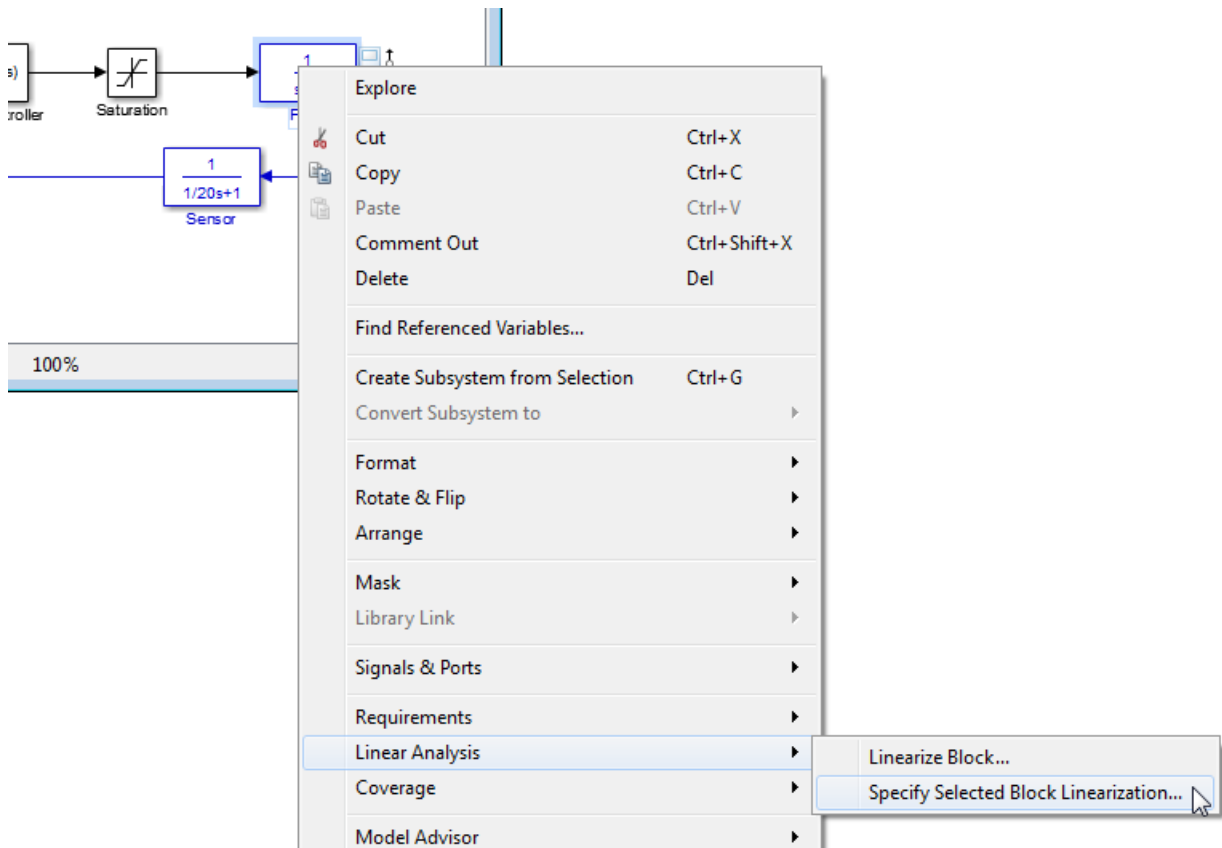 s)
troller
Saturation
1
s
1
1/20s+1
Sensor
100%
Explore
Cut Ctrl+X
Copy Ctrl+C
Paste Ctrl+V
Comment Out Ctrl+Shift+X
Delete Del
Find Referenced Variables...
Create Subsystem from Selection Ctrl+G
Convert Subsystem to
Format
Rotate & Flip
Arrange
Mask
Library Link
Signals & Ports
Requirements
Linear Analysis
Linearize Block...
Specify Selected Block Linearization...
Coverage
Model Advisor